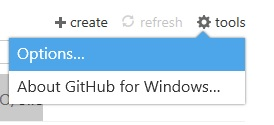 create refresh tools
Options...
About GitHub for Windows...